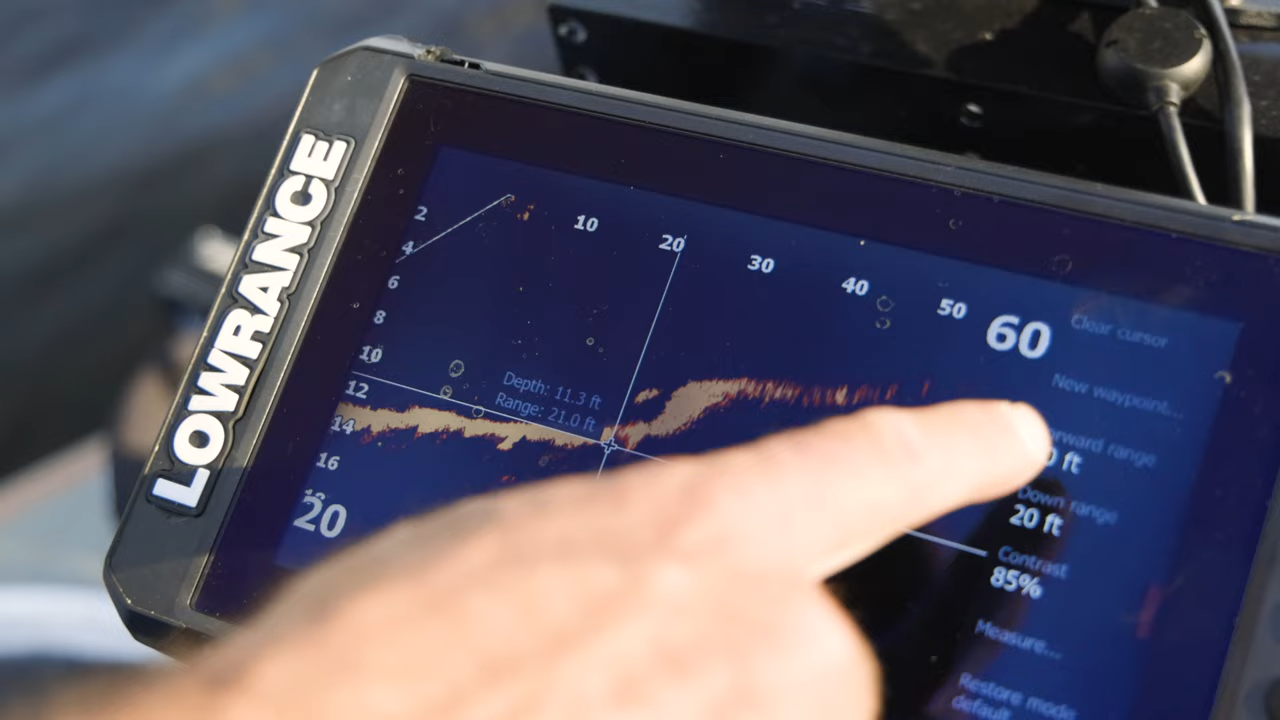 LOWRANCE
2
4
6
8
10
12
14
16
20
10
20
30
40
50
60
Depth: 11.3 ft
Range: 21.0 ft
Clear cursor
New waypoint...
range
ft
Down range
20 ft
Contrast
85%
Measure...
Restore mode
default